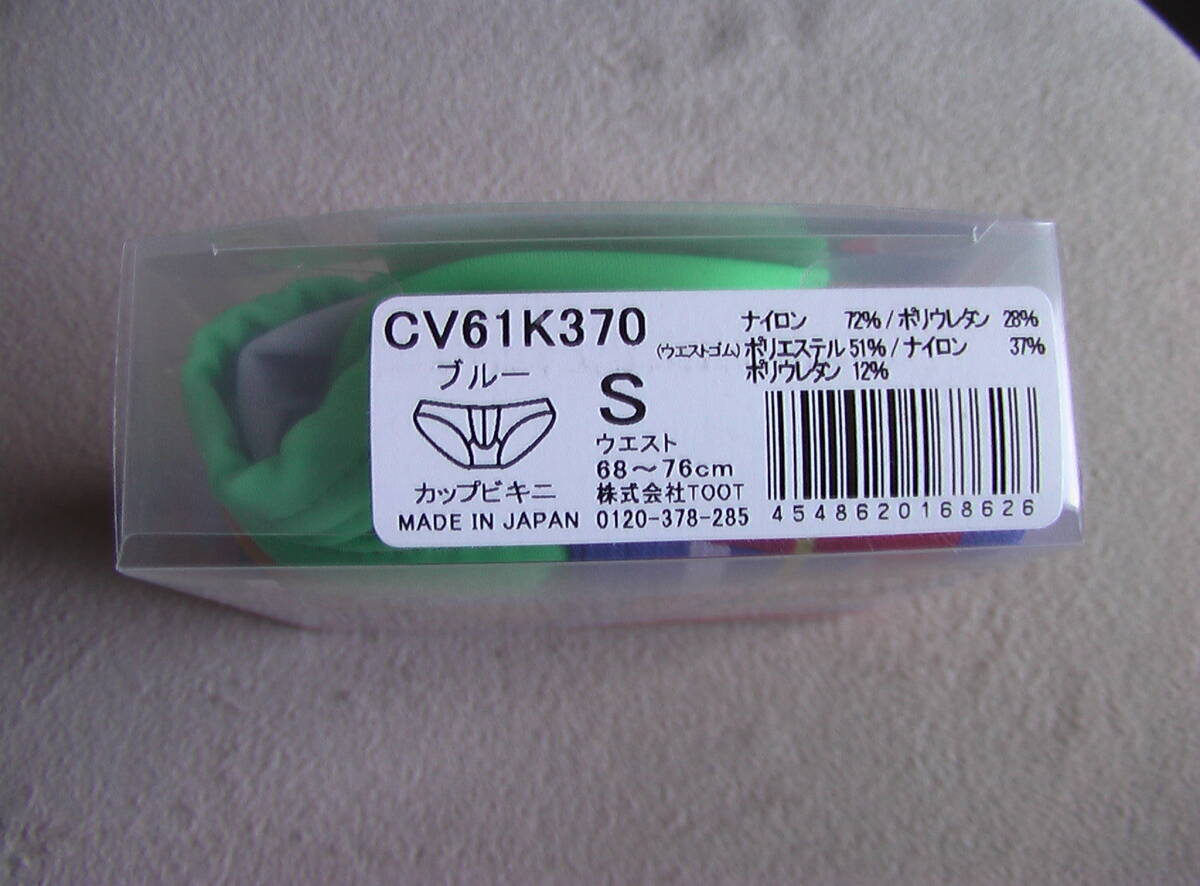 CV61K370
ブルー
カップビキニ
MADE IN JAPAN
S
ウエスト
68～76cm
株式会社TOOT
0120-378-285
ナイロン 72% / ポリウレタン 28%
(ウエストゴム) ポリエステル 51% / ナイロン 37%
ポリウレタン 12%
4548620168626